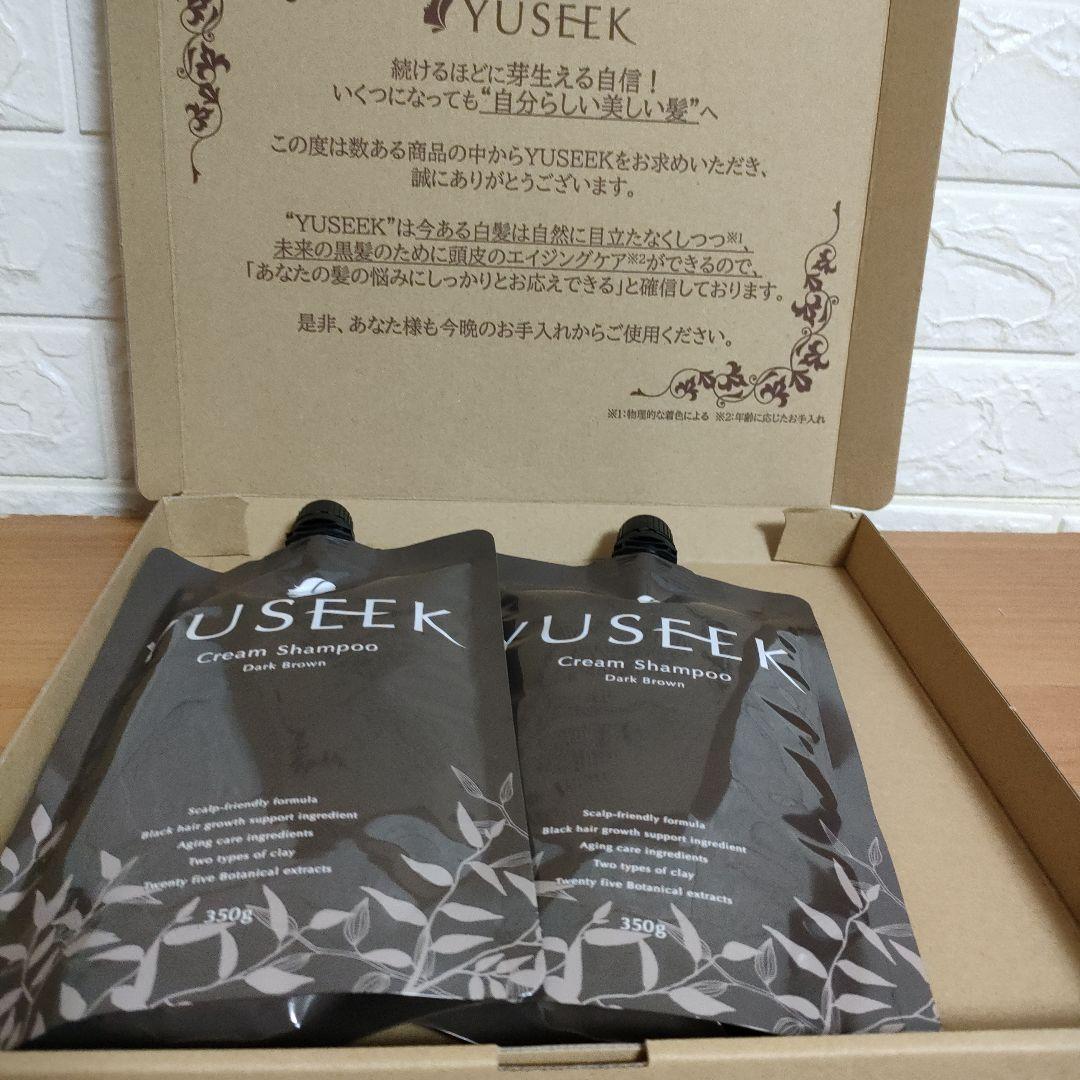 YUSEEK
続けるほどに芽生える自信！
いくつになっても“自分らしい美しい髪”へ
この度は数ある商品の中からYUSEEKをお求めいただき、
誠にありがとうございます。
“YUSEEK”は今ある白髪は自然に目立たなくしつつ※1、
未来の黒髪のために頭皮のエイジングケア※2ができるので、
「あなたの髪の悩みにしっかりとお応えできる」と確信しております。
是非、あなた様も今晩のお手入れからご使用ください。
※1：物理的な着色による ※2：年齢に応じたお手入れ
YUSEEK
Cream Shampoo
Dark Brown
Scalp-friendly formula
Black hair growth support ingredient
Aging care ingredients
Two types of clay
Twenty five Botanical extracts
350g
YUSEEK
Cream Shampoo
Dark Brown
Scalp-friendly formula
Black hair growth support ingredient
Aging care ingredients
Two types of clay
Twenty five Botanical extracts
350g